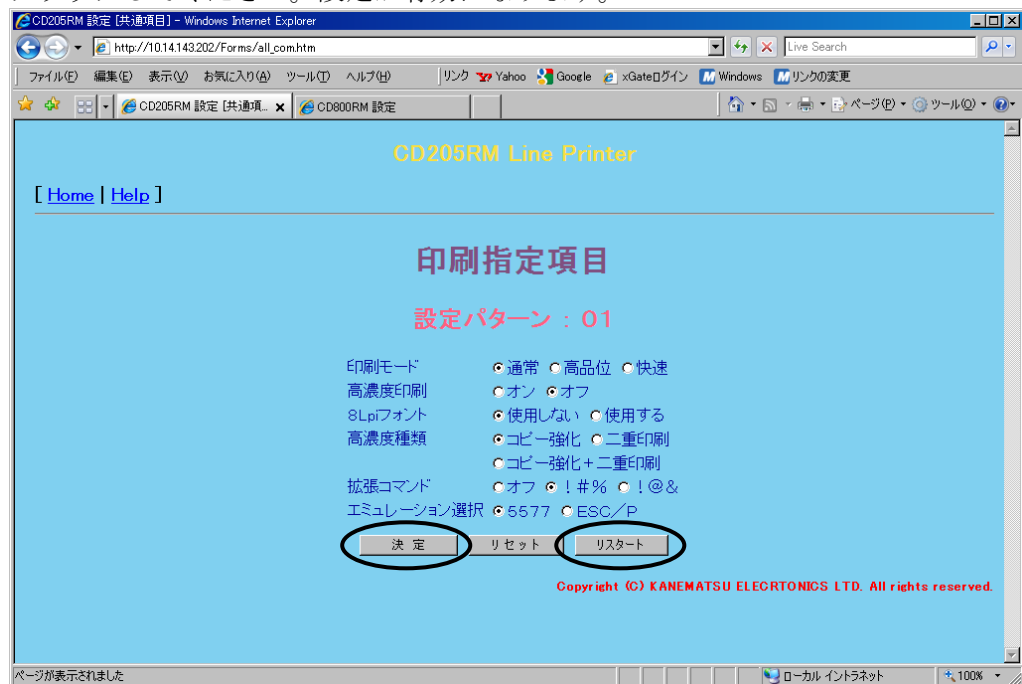 CD205RM 設定 [共通項目] - Windows Internet Explorer
http://10.14.143.202/Forms/all_com.htm
Live Search
ファイル(F) 編集(E) 表示(V) お気に入り(A) ツール(T) ヘルプ(H) リンク Yahoo Google xGateログイン Windows リンクの変更
CD205RM 設定 [共通項... CD800RM 設定 ページ(P) ツール(O)
CD205RM Line Printer
[ Home | Help ]
印刷指定項目
設定パターン : 01
印刷モード 通常 高品位 快速
高濃度印刷 オン オフ
8Lpiフォント 使用しない 使用する
高濃度種類 コピー強化 二重印刷
コピー強化+二重印刷
拡張コマンド オフ !#% !@&
エミュレーション選択 5577 ESC/P
決 定 リセット リスタート
Copyright (C) KANEMATSU ELECRTONICS LTD. All rights reserved.
ページが表示されました ローカル イントラネット 100%